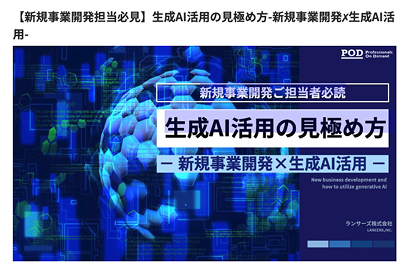 【新規事業開発担当必見】生成AI活用の見極め方-新規事業開発✗生成AI活
用-
POD Professionals On Demand
新規事業開発ご担当者必読
生成AI活用の見極め方
ー 新規事業開発×生成AI活用 ー
New business development and
how to utilize generative AI
ランサーズ株式会社
LANCERS,INC.